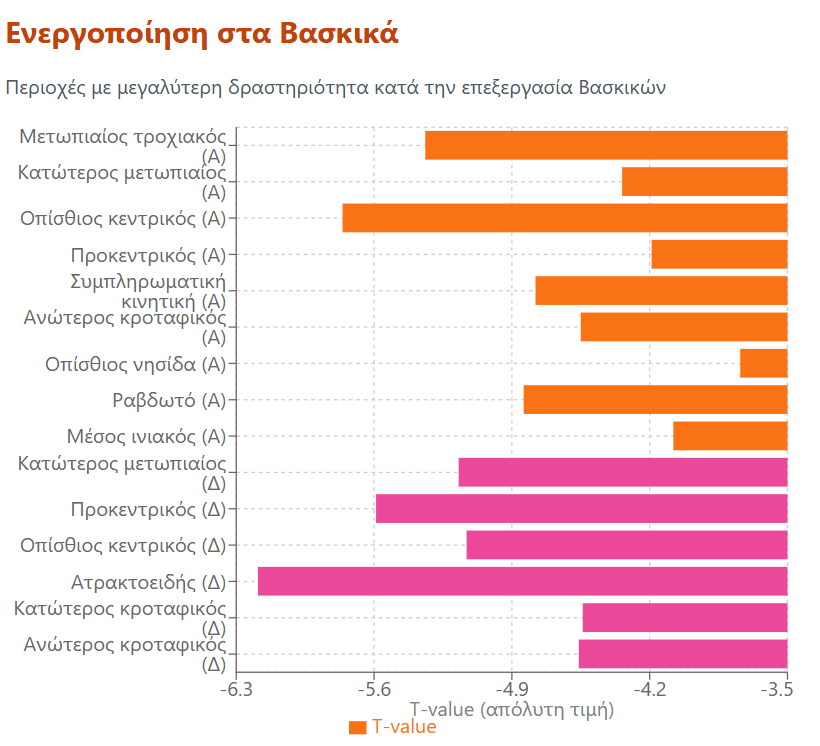 Ενεργοποίηση στα Βασκικά
Περιοχές με μεγαλύτερη δραστηριότητα κατά την επεξεργασία Βασκικών
Μετωπιαίος τροχιακός
(Α)
Κατώτερος μετωπιαίος
(Α)
Οπίσθιος κεντρικός (Α)
Προκεντρικός (Α)
Συμπληρωματική
κινητική (Α)
Ανώτερος κροταφικός
(Α)
Οπίσθιος νησίδα (Α)
Ραβδωτό (Α)
Μέσος ινιακός (Α)
Κατώτερος μετωπιαίος
(Δ)
Προκεντρικός (Δ)
Οπίσθιος κεντρικός (Δ)
Ατρακτοειδής (Δ)
Κατώτερος κροταφικός
(Δ)
Ανώτερος κροταφικός
(Δ)
-6.3 -5.6 -4.9 -4.2 -3.5
T-value (απόλυτη τιμή)
T-value